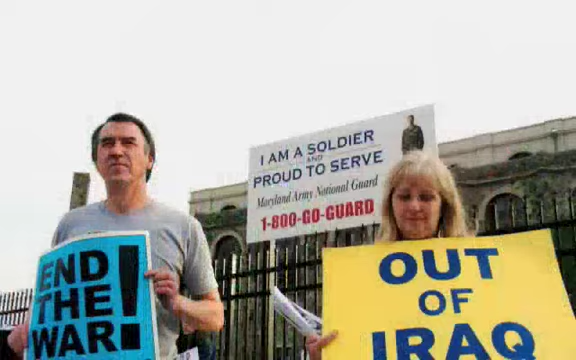 END
THE
WAR!
I AM A SOLDIER
AND
PROUD TO SERVE
Maryland Army National Guard
1-800-GO-GUARD
OUT
OF
IRAQ